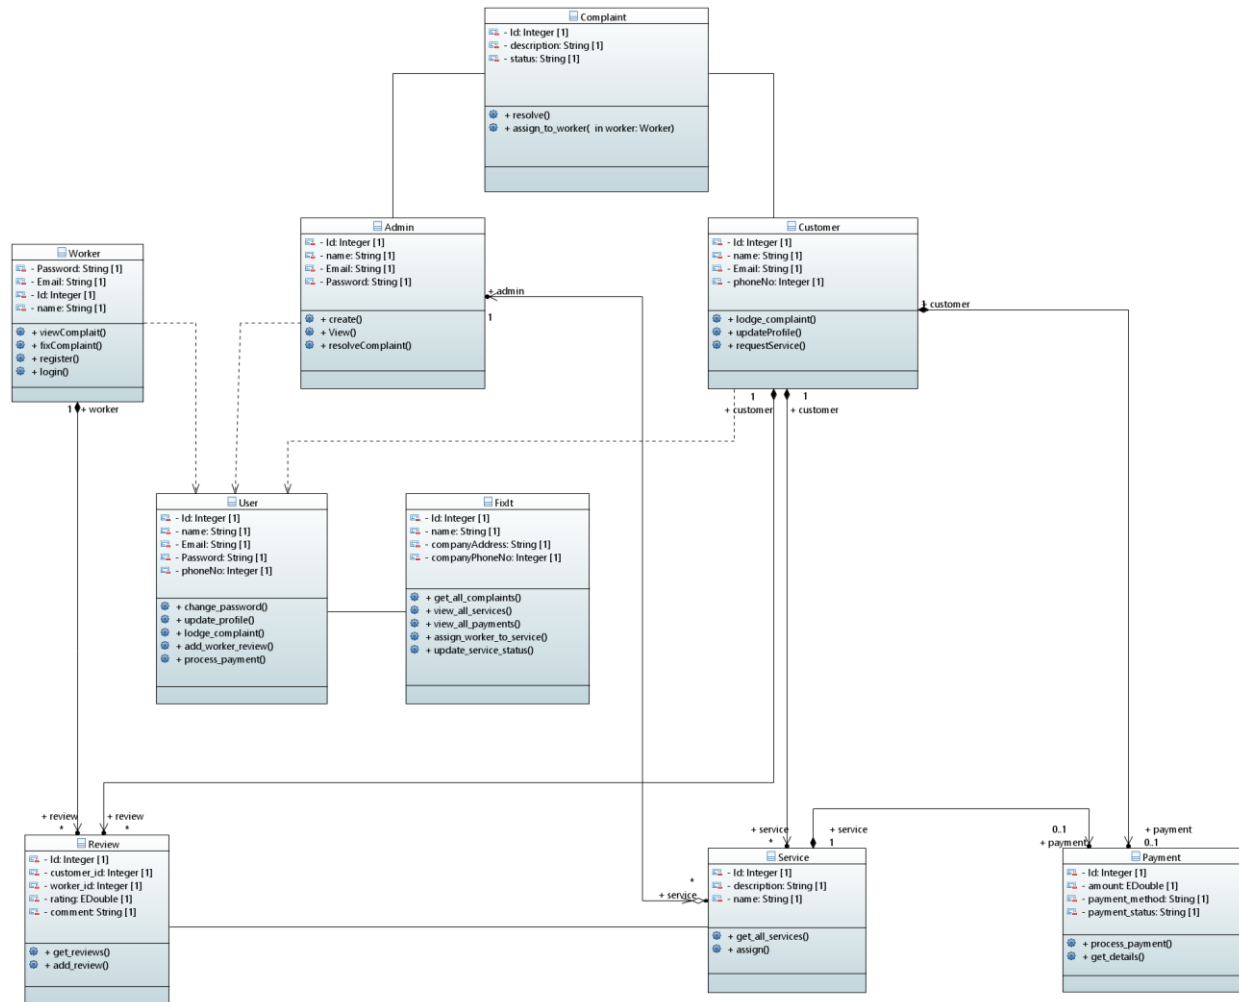 Complaint
- Id: Integer [1]
- description: String [1]
- status: String [1]
+ resolve()
+ assign_to_worker( in worker: Worker)
Admin
- Id: Integer [1]
- name: String [1]
- Email: String [1]
- Password: String [1]
+ create()
+ View()
+ resolveComplaint()
Customer
- Id: Integer [1]
- name: String [1]
- Email: String [1]
- phoneNo: Integer [1]
+ lodge_complaint()
+ updateProfile()
+ requestService()
Worker
- Password: String [1]
- Email: String [1]
- Id: Integer [1]
- name: String [1]
+ viewComplait()
+ fixComplaint()
+ register()
+ login()
+ admin
1
1 + customer
1 + worker
1
+ customer
1
+ customer
User
- Id: Integer [1]
- name: String [1]
- Email: String [1]
- Password: String [1]
- phoneNo: Integer [1]
+ change_password()
+ update_profile()
+ lodge_complaint()
+ add_worker_review()
+ process_payment()
FixIt
- Id: Integer [1]
- name: String [1]
- companyAddress: String [1]
- companyPhoneNo: Integer [1]
+ get_all_complaints()
+ view_all_services()
+ view_all_payments()
+ assign_worker_to_service()
+ update_service_status()
+ review
*
+ review
*
+ service
*
+ service
1
0..1
+ payment
+ payment
0..1
*
+ service
Review
- Id: Integer [1]
- customer_id: Integer [1]
- worker_id: Integer [1]
- rating: EDouble [1]
- comment: String [1]
+ get_reviews()
+ add_review()
Service
- Id: Integer [1]
- description: String [1]
- name: String [1]
+ get_all_services()
+ assign()
Payment
- Id: Integer [1]
- amount: EDouble [1]
- payment_method: String [1]
- payment_status: String [1]
+ process_payment()
+ get_details()